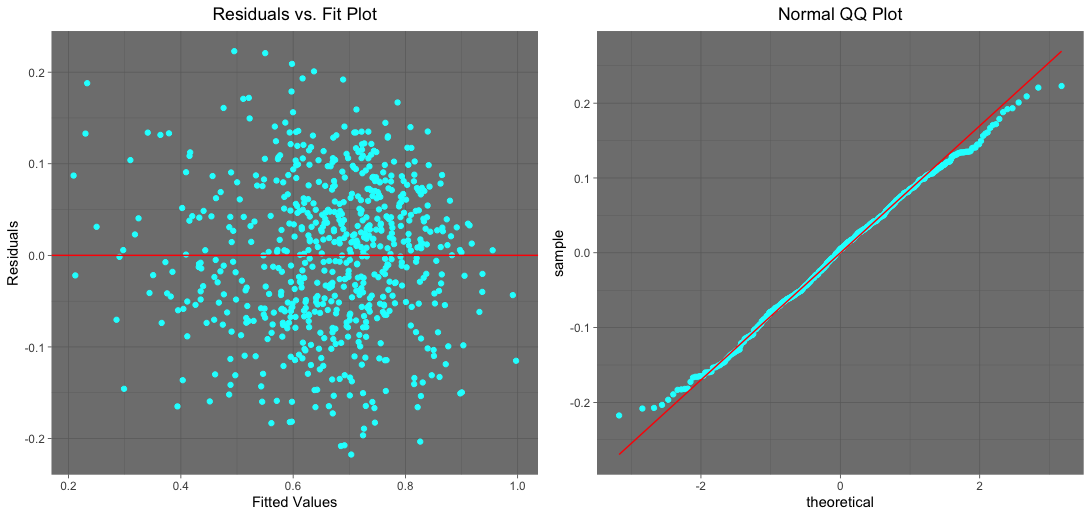 Residuals vs. Fit Plot
Residuals
0.2
0.1
0.0
-0.1
-0.2
0.2 0.4 0.6 0.8 1.0
Fitted Values
Normal QQ Plot
sample
0.2
0.1
0.0
-0.1
-0.2
-2 0 2
theoretical